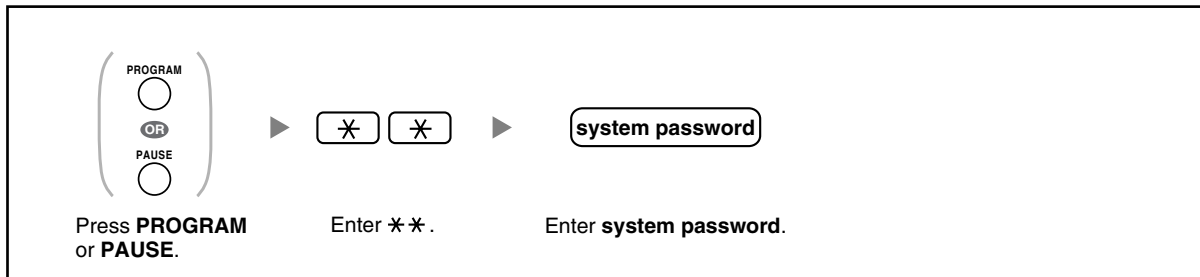 PROGRAM
OR
PAUSE
* *
system password
Press PROGRAM
or PAUSE.
Enter **.
Enter system password.